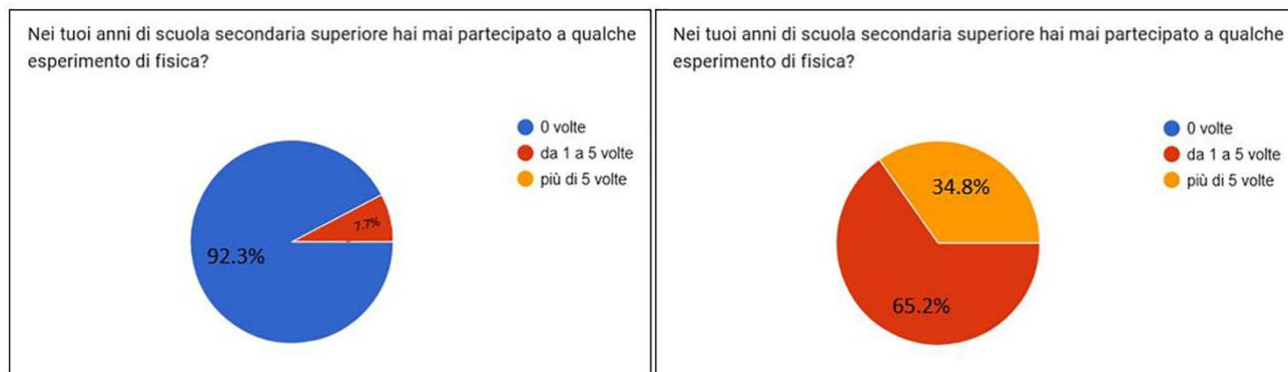 Nei tuoi anni di scuola secondaria superiore hai mai partecipato a qualche
esperimento di fisica?
0 volte
da 1 a 5 volte
più di 5 volte
7.7%
92.3%
Nei tuoi anni di scuola secondaria superiore hai mai partecipato a qualche
esperimento di fisica?
0 volte
da 1 a 5 volte
più di 5 volte
34.8%
65.2%